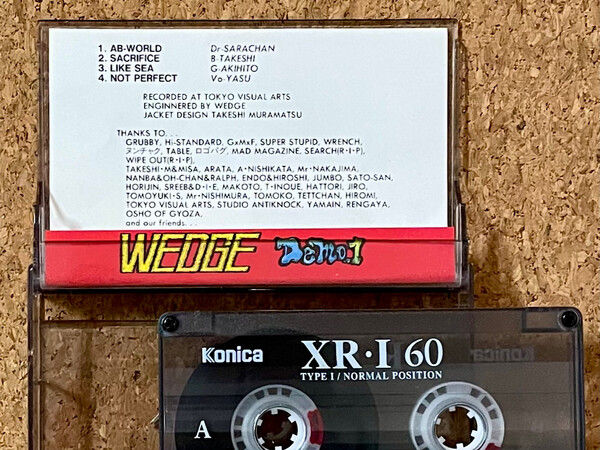 1. AB-WORLD Dr-SARACHAN
2. SACRIFICE B-TAKESHI
3. LIKE SEA G-AKIHITO
4. NOT PERFECT Vo-YASU
RECORDED AT TOKYO VISUAL ARTS
ENGINNERED BY WEDGE
JACKET DESIGN TAKESHI MURAMATSU
THANKS TO. . .
GRUBBY, Hi-STANDARD, GxMxF, SUPER STUPID, WRENCH,
ヌンチャク, TABLE, ロゴバグ, MAD MAGAZINE, SEARCH(R・I・P),
WIPE OUT(R・I・P),
TAKESHI・M&MISA, ARATA, A・NISHIKATA, Mr・NAKAJIMA,
NANBA&OH-CHAN&RALPH, ENDO&HIROSHI, JUMBO, SATO-SAN,
HORIJIN, SREEB&D・I・E, MAKOTO, T・INOUE, HATTORI, JIRO,
TOMOYUKI・S, Mr・NISHIMURA, TOMOKO, TETTCHAN, HIROMI,
TOKYO VISUAL ARTS, STUDIO ANTIKNOCK, YAMAIN, RENGAYA,
OSHO OF GYOZA,
and our friends. . .
WEDGE DeMo.1
Konica XR・I 60
TYPE I / NORMAL POSITION
A